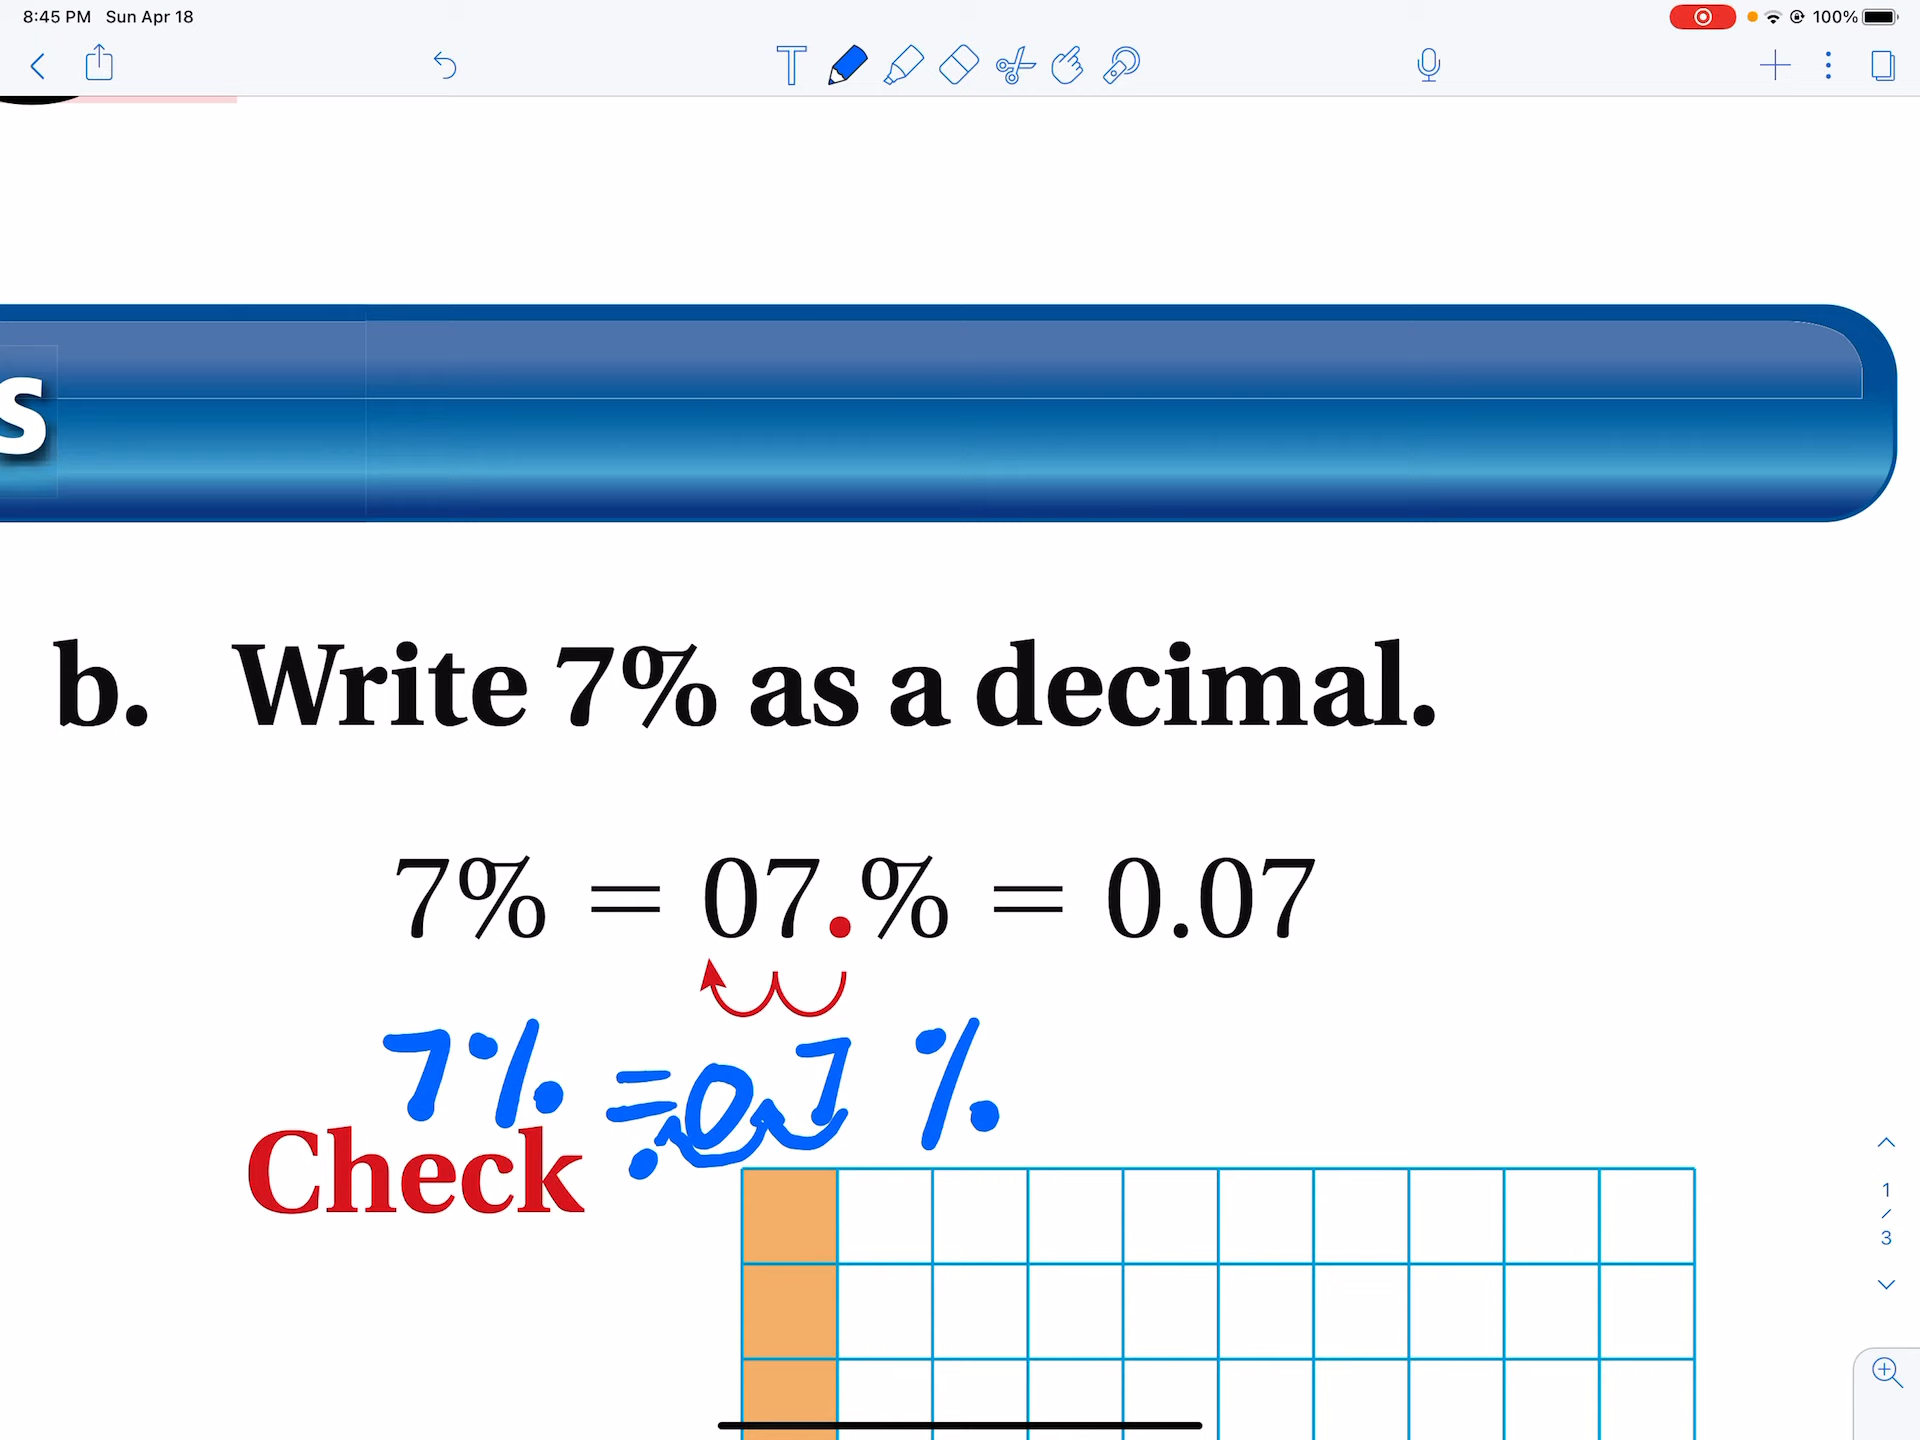 8:45 PM Sun Apr 18
100%
s
b. Write 7% as a decimal.
7% = 07.% = 0.07
7% = .07 %
Check
1
/
3